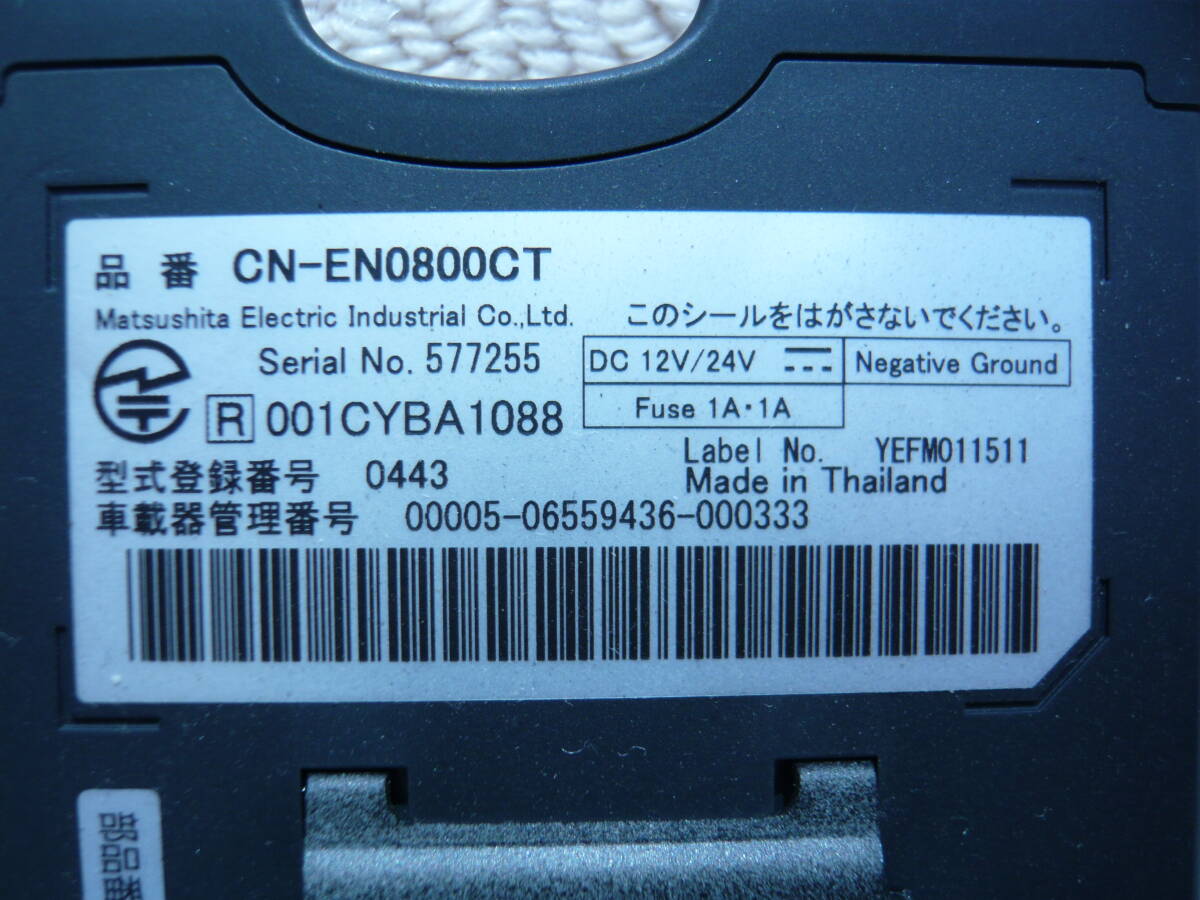 品 番 CN-EN0800CT
Matsushita Electric Industrial Co.,Ltd. このシールをはがさないでください。
Serial No. 577255
DC 12V/24V Negative Ground
Fuse 1A・1A
R 001CYBA1088
Label No. YEFM011511
型式登録番号 0443
Made in Thailand
車載器管理番号 00005-06559436-000333
部品番